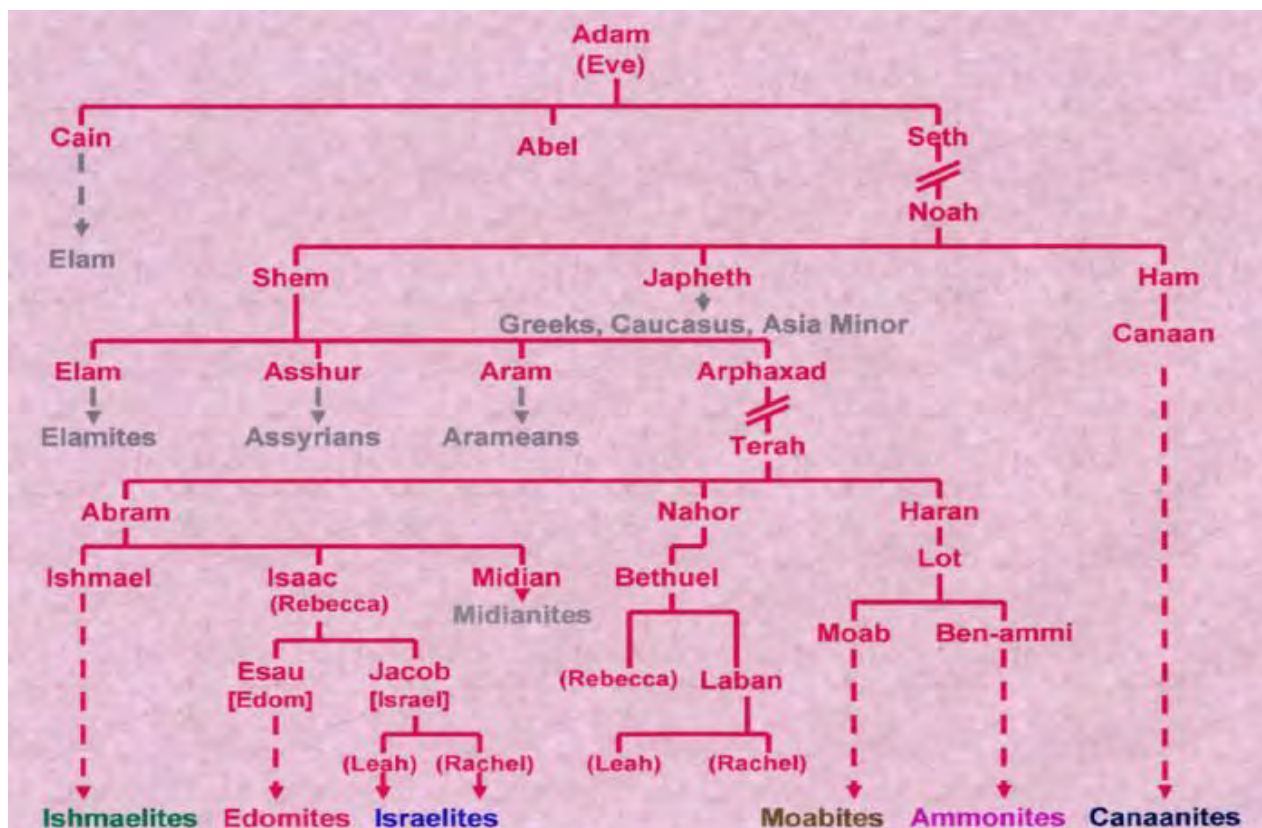 Adam
(Eve)
Cain Abel Seth
Noah
Elam
Shem Japheth Ham
Greeks, Caucasus, Asia Minor
Canaan
Elam Asshur Aram Arphaxad
Elamites Assyrians Arameans
Terah
Abram Nahor Haran
Lot
Ishmael Isaac Midian Bethuel
(Rebecca)
Midianites
Moab Ben-ammi
Esau Jacob (Rebecca) Laban
[Edom] [Israel]
(Leah) (Rachel) (Leah) (Rachel)
Ishmaelites Edomites Israelites Moabites Ammonites Canaanites